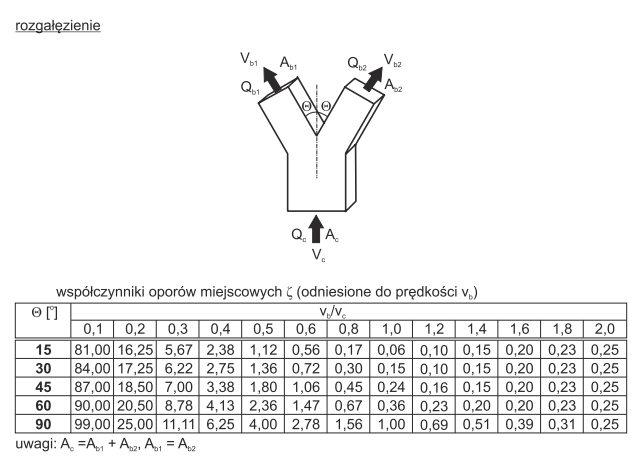 rozgałęzienie
V_b1 A_b1 Q_b2 V_b2
Q_b1 A_b2
Θ Θ
Q_c A_c
V_c
współczynniki oporów miejscowych ζ (odniesione do prędkości v_b)
Θ [°] v_b/v_c
0,1 0,2 0,3 0,4 0,5 0,6 0,8 1,0 1,2 1,4 1,6 1,8 2,0
15 81,00 16,25 5,67 2,38 1,12 0,56 0,17 0,06 0,10 0,15 0,20 0,23 0,25
30 84,00 17,25 6,22 2,75 1,36 0,72 0,30 0,15 0,10 0,15 0,20 0,23 0,25
45 87,00 18,50 7,00 3,38 1,80 1,06 0,45 0,24 0,16 0,15 0,20 0,23 0,25
60 90,00 20,50 8,78 4,13 2,36 1,47 0,67 0,36 0,23 0,20 0,20 0,23 0,25
90 99,00 25,00 11,11 6,25 4,00 2,78 1,56 1,00 0,69 0,51 0,39 0,31 0,25
uwagi: A_c =A_b1 + A_b2, A_b1 = A_b2